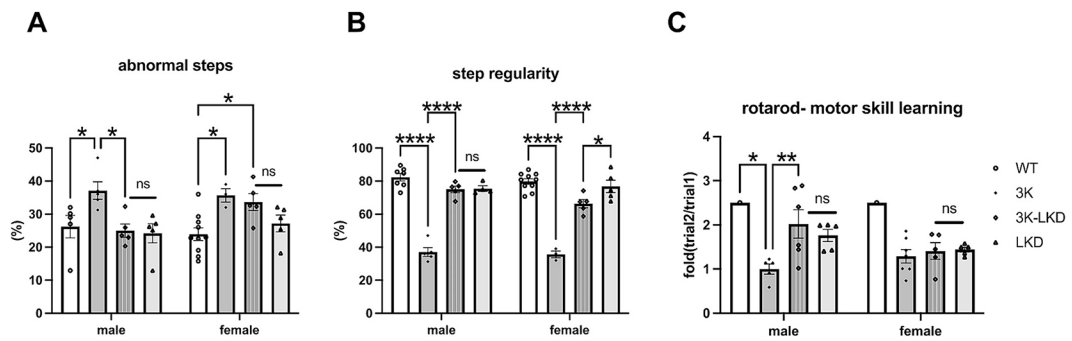 A
B
C
abnormal steps
step regularity
rotarod- motor skill learning
*
*
*
*
ns
ns
50
40
30
20
10
0
(%)
male
female
****
****
****
****
*
ns
100
80
60
40
20
0
(%)
male
female
*
**
ns
ns
4
3
2
1
0
fold(trial2/trial1)
male
female
WT
3K
3K-LKD
LKD